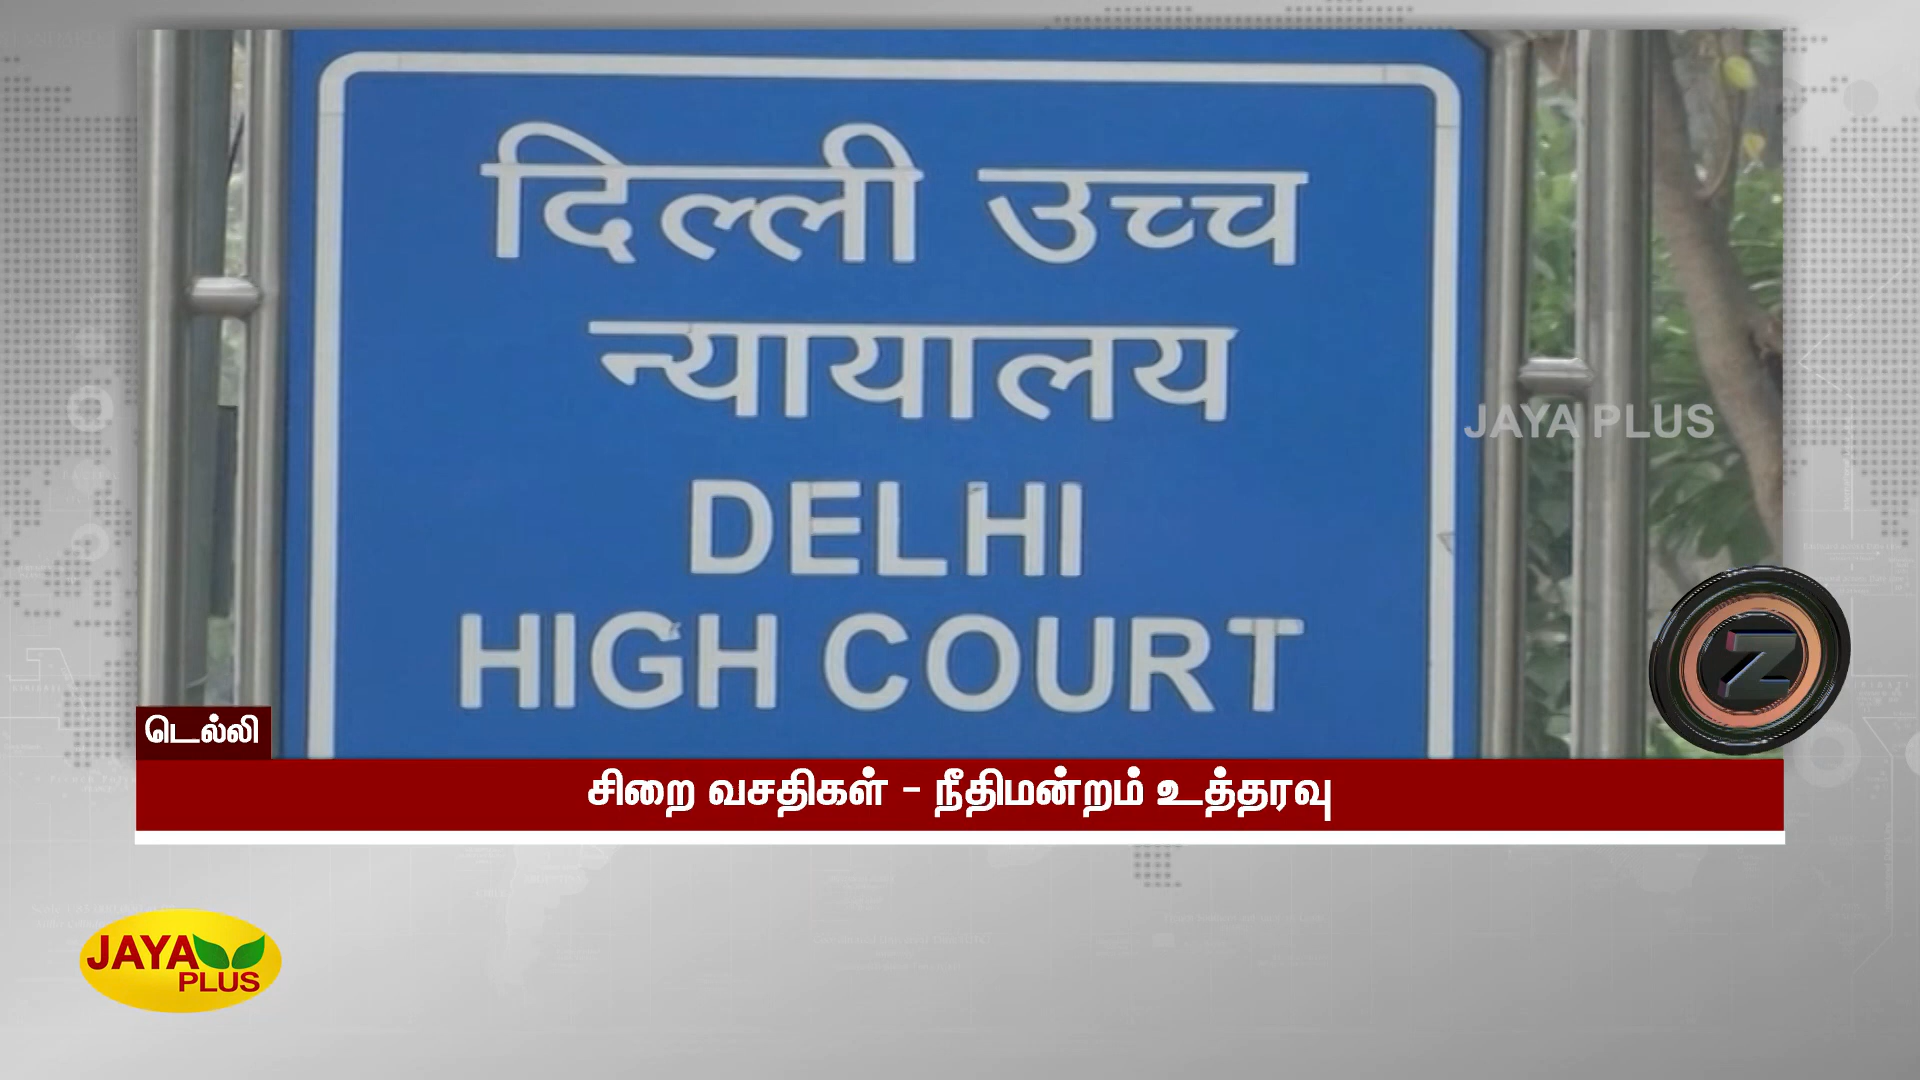 दिल्ली उच्च
न्यायालय
DELHI
HIGH COURT
JAYA PLUS
Z
டெல்லி
சிறை வசதிகள் - நீதிமன்றம் உத்தரவு
JAYA
PLUS